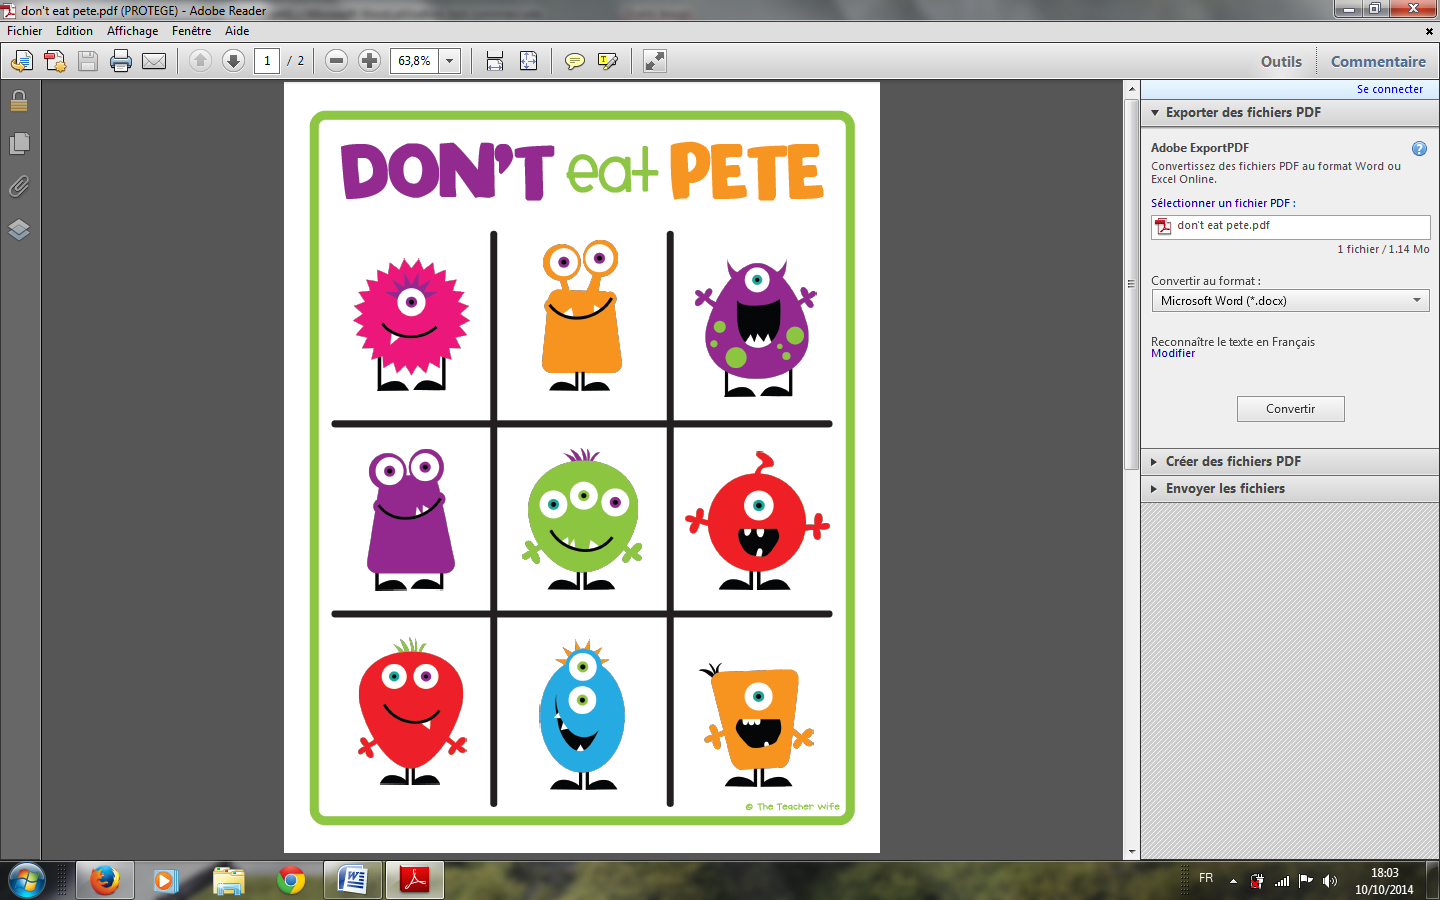 don't eat pete.pdf (PROTEGE) - Adobe Reader
Fichier Edition Affichage Fenêtre Aide
1 / 2 63,8% Outils Commentaire
Se connecter
Exporter des fichiers PDF
Adobe ExportPDF
Convertissez des fichiers PDF au format Word ou
Excel Online.
Sélectionner un fichier PDF :
don't eat pete.pdf
1 fichier / 1.14 Mo
Convertir au format :
Microsoft Word (*.docx)
Reconnaître le texte en Français
Modifier
Convertir
Créer des fichiers PDF
Envoyer les fichiers
DON'T eat PETE
© The Teacher Wife
FR
18:03
10/10/2014